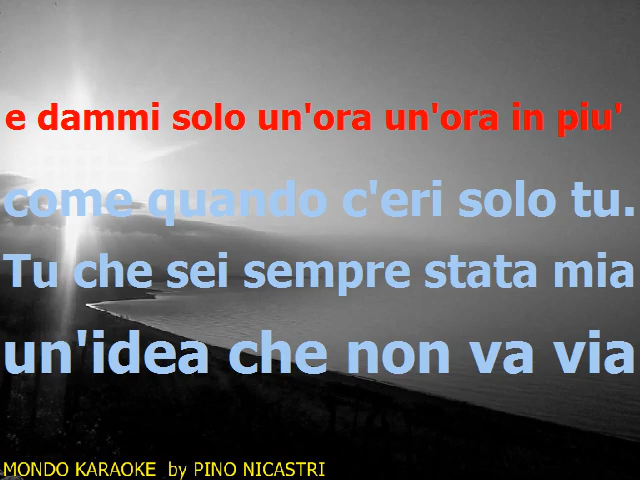 e dammi solo un'ora un'ora in piu'
come quando c'eri solo tu.
Tu che sei sempre stata mia
un'idea che non va via
MONDO KARAOKE by PINO NICASTRI